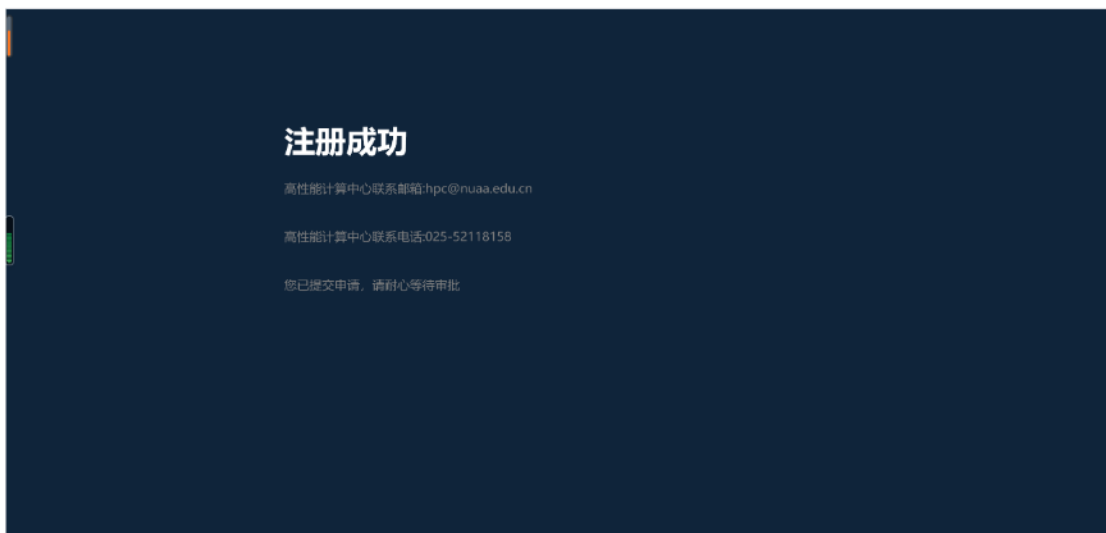 注册成功
高性能计算中心联系邮箱:hpc@nuaa.edu.cn
高性能计算中心联系电话:025-52118158
您已提交申请，请耐心等待审批